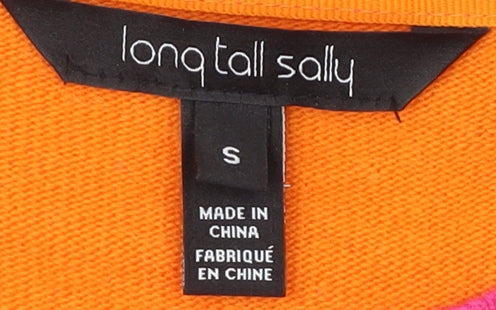 long tall sally
S
MADE IN
CHINA
FABRIQUÉ
EN CHINE